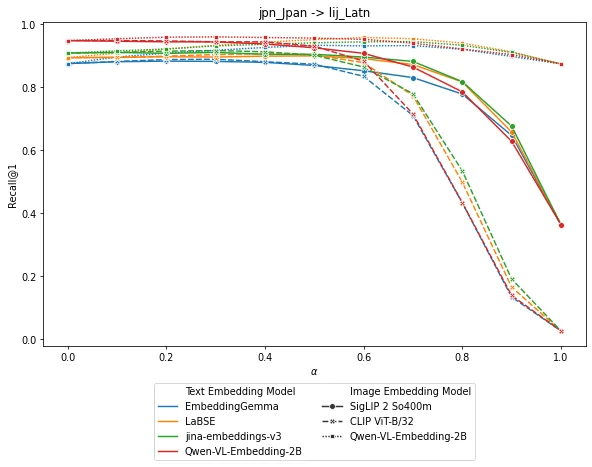 jpn_Jpan -> lij_Latn
1.0
0.8
0.6
0.4
0.2
0.0
Recall@1
0.0 0.2 0.4 0.6 0.8 1.0
α
Text Embedding Model Image Embedding Model
EmbeddingGemma SigLIP 2 So400m
LaBSE CLIP ViT-B/32
jina-embeddings-v3 Qwen-VL-Embedding-2B
Qwen-VL-Embedding-2B